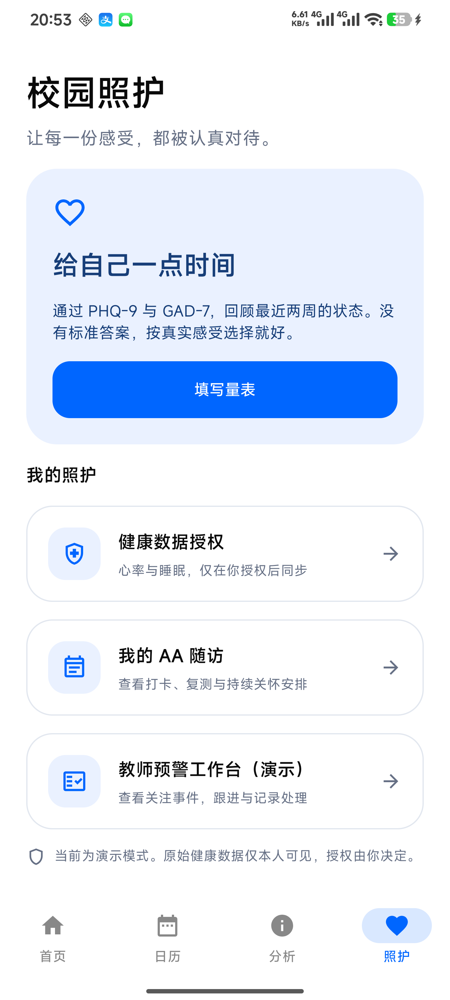 20:53
6.61 KB/s 4G 4G 35
校园照护
让每一份感受，都被认真对待。
给自己一点时间
通过 PHQ-9 与 GAD-7，回顾最近两周的状态。没
有标准答案，按真实感受选择就好。
填写量表
我的照护
健康数据授权
心率与睡眠，仅在你授权后同步
我的 AA 随访
查看打卡、复测与持续关怀安排
教师预警工作台（演示）
查看关注事件，跟进与记录处理
当前为演示模式。原始健康数据仅本人可见，授权由你决定。
首页 日历 分析 照护